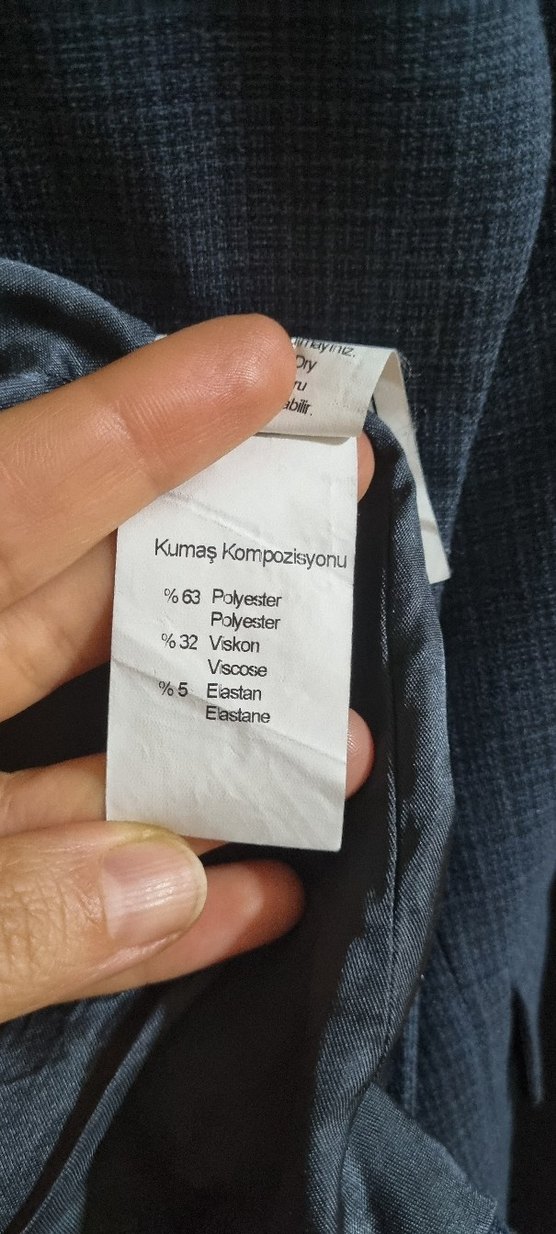 Dry
Kumaş Kompozisyonu
% 63 Polyester
Polyester
% 32 Viskon
Viscose
% 5 Elastan
Elastane